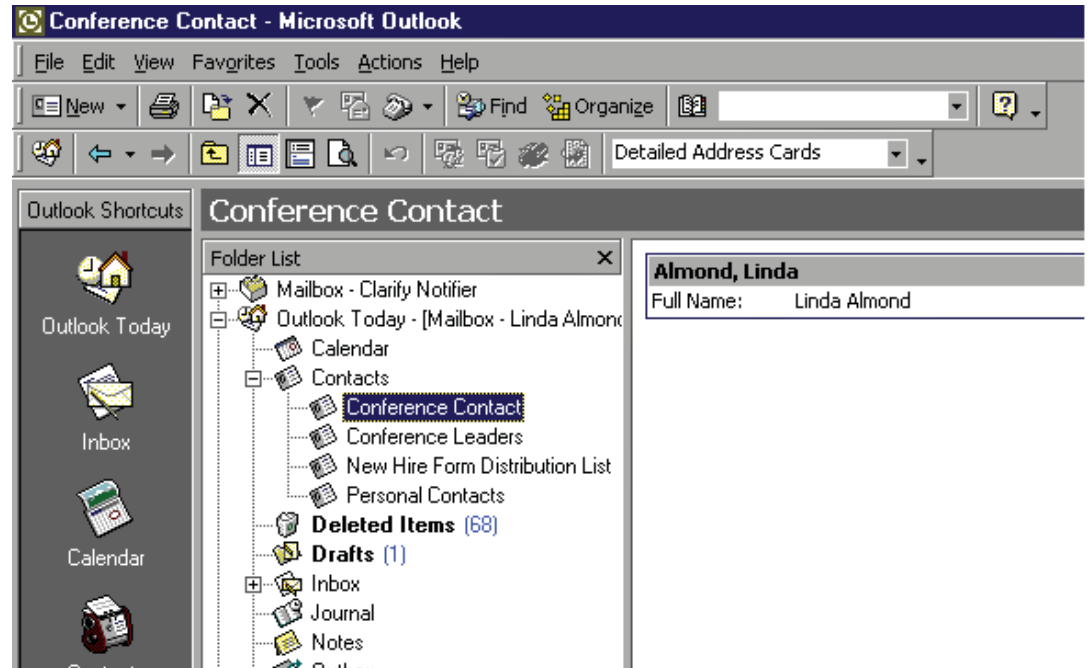 Conference Contact - Microsoft Outlook
File Edit View Favorites Tools Actions Help
New Find Organize
Detailed Address Cards
Outlook Shortcuts
Conference Contact
Outlook Today
Inbox
Calendar
Folder List
Mailbox - Clarify Notifier
Outlook Today - [Mailbox - Linda Almond
Calendar
Contacts
Conference Contact
Conference Leaders
New Hire Form Distribution List
Personal Contacts
Deleted Items (68)
Drafts (1)
Inbox
Journal
Notes
Almond, Linda
Full Name: Linda Almond